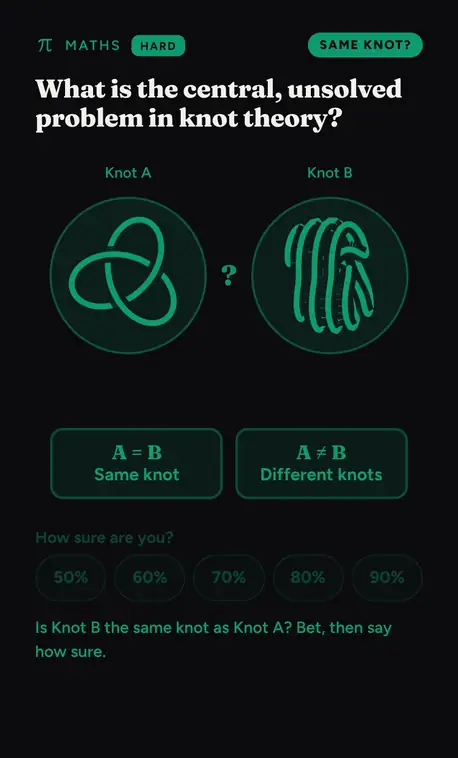 π MATHS HARD SAME KNOT?
What is the central, unsolved
problem in knot theory?
Knot A Knot B
?
A = B A ≠ B
Same knot Different knots
How sure are you?
50% 60% 70% 80% 90%
Is Knot B the same knot as Knot A? Bet, then say
how sure.